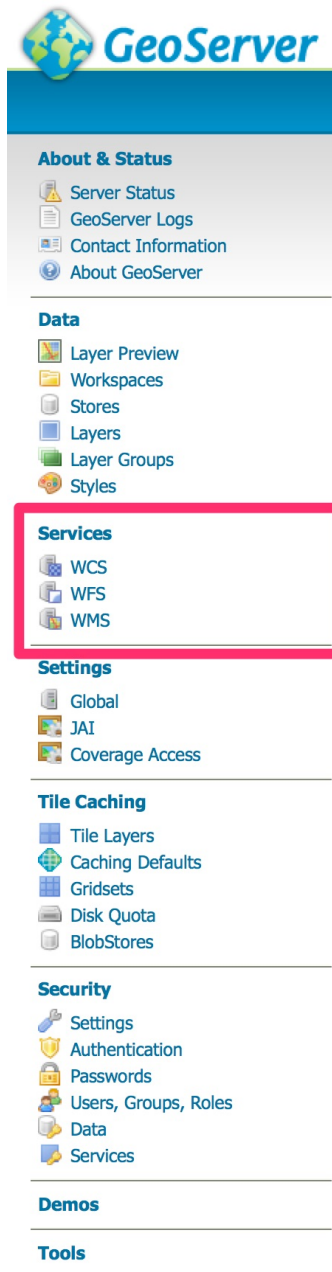 GeoServer
About & Status
Server Status
GeoServer Logs
Contact Information
About GeoServer
Data
Layer Preview
Workspaces
Stores
Layers
Layer Groups
Styles
Services
WCS
WFS
WMS
Settings
Global
JAI
Coverage Access
Tile Caching
Tile Layers
Caching Defaults
Gridsets
Disk Quota
BlobStores
Security
Settings
Authentication
Passwords
Users, Groups, Roles
Data
Services
Demos
Tools